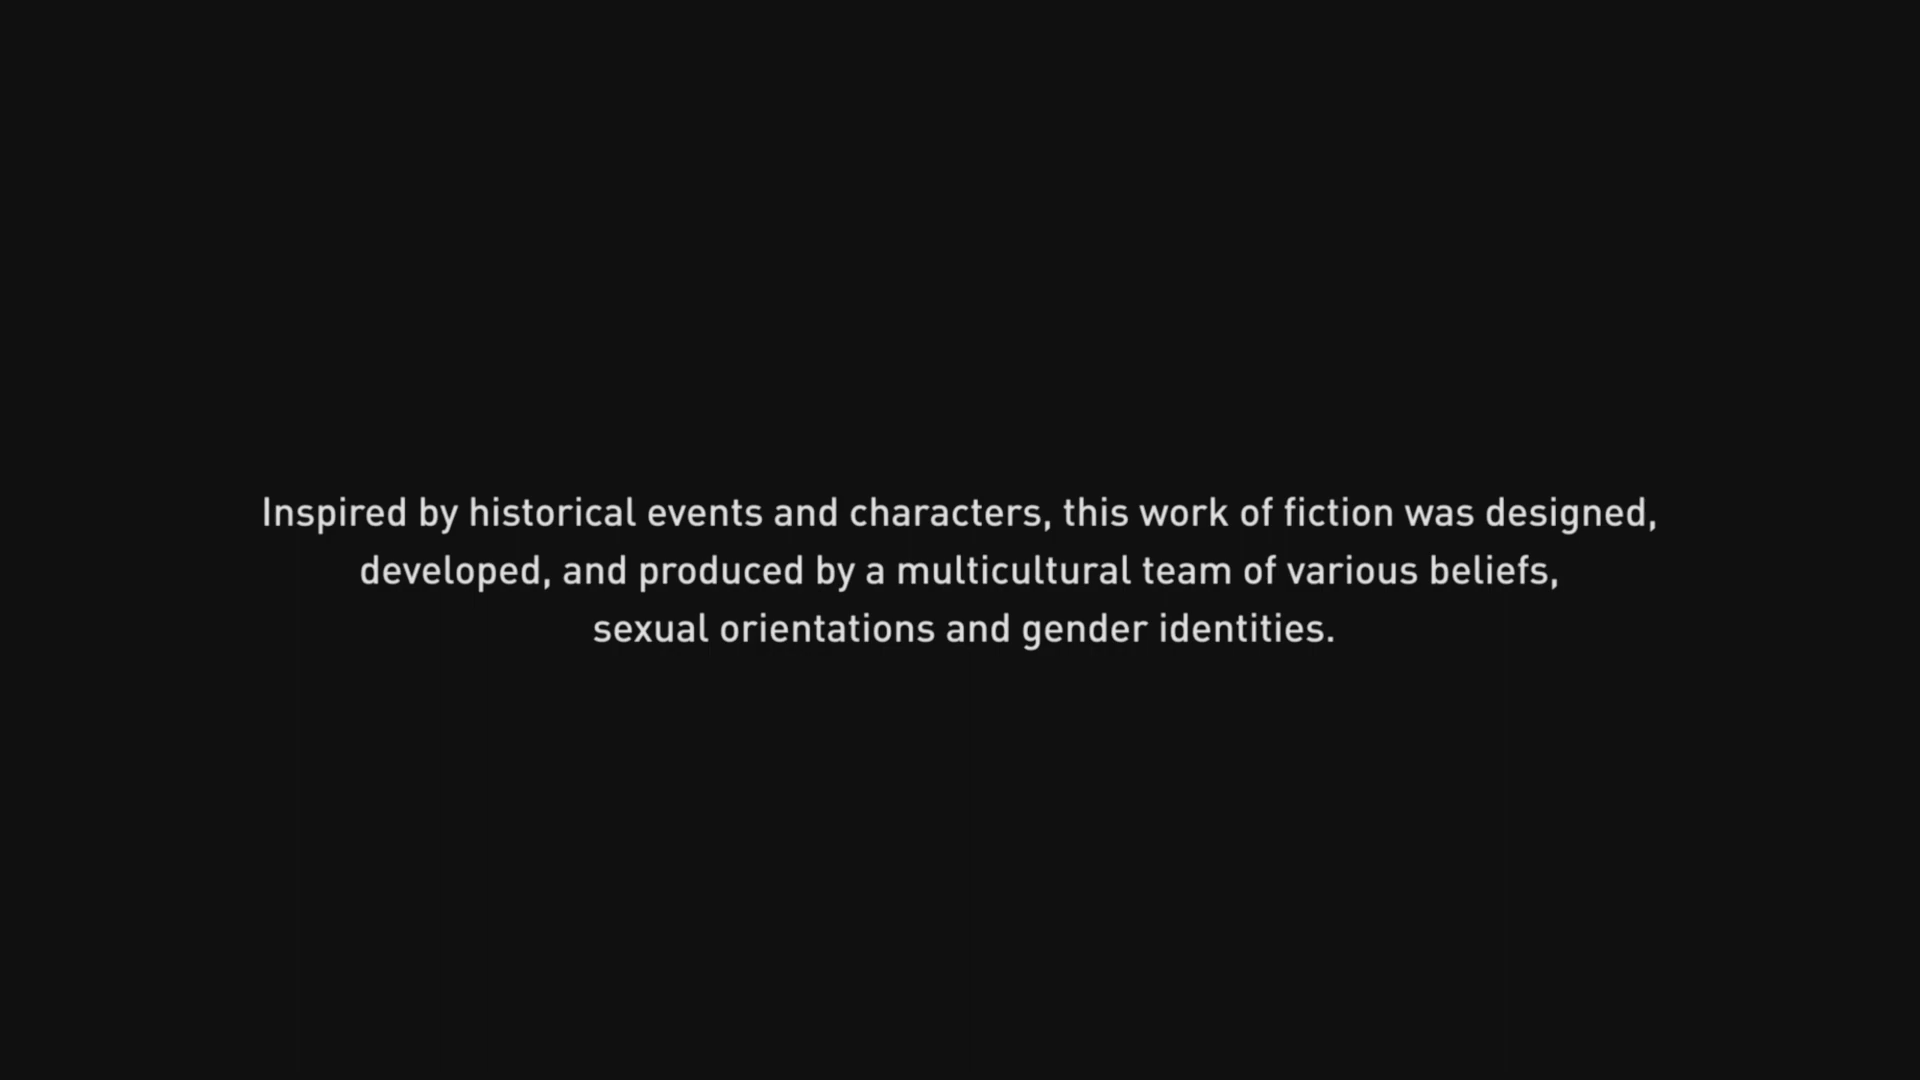 Inspired by historical events and characters, this work of fiction was designed,
developed, and produced by a multicultural team of various beliefs,
sexual orientations and gender identities.